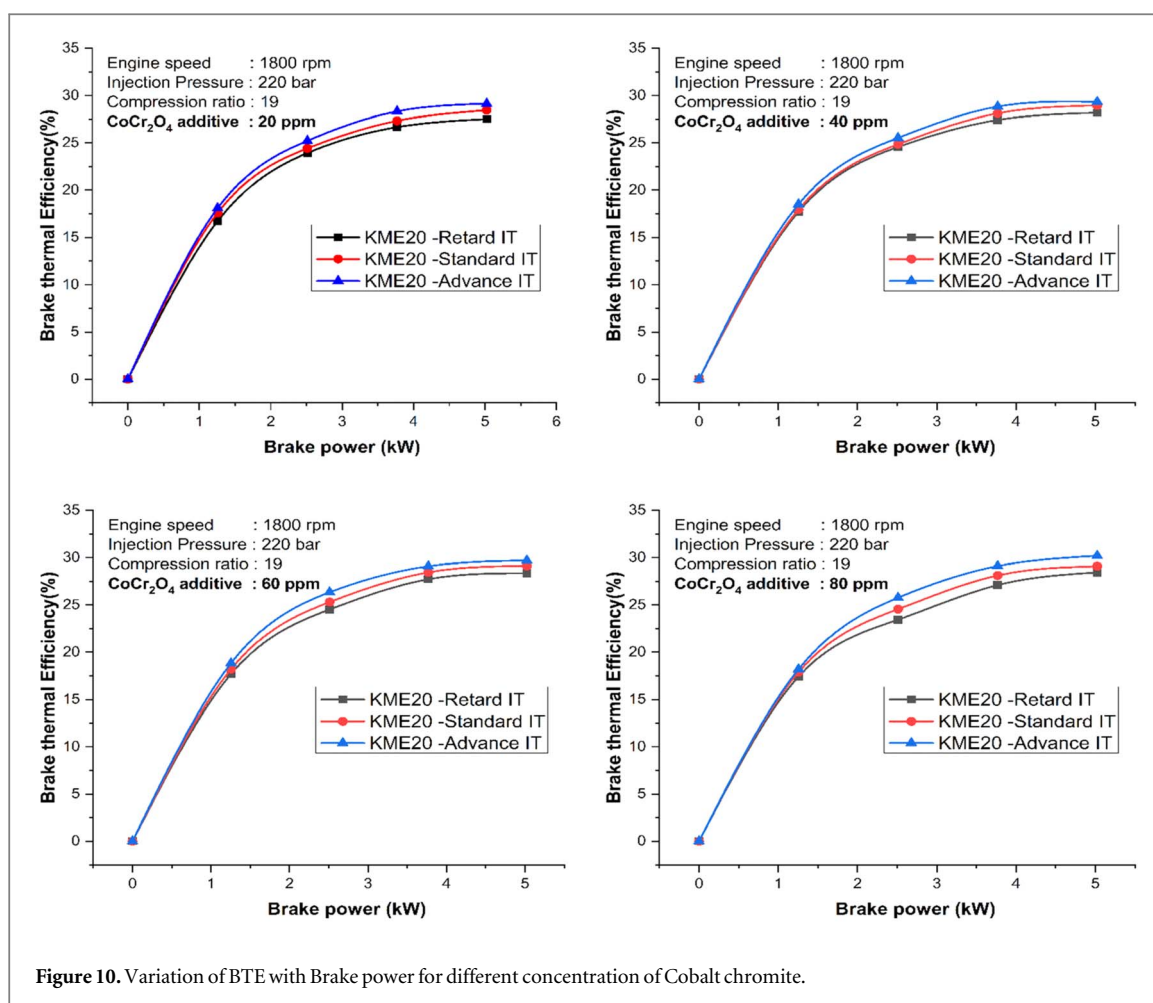 Engine speed : 1800 rpm
Injection Pressure : 220 bar
Compression ratio : 19
CoCr₂O₄ additive : 20 ppm
KME20 -Retard IT
KME20 -Standard IT
KME20 -Advance IT
Brake thermal Efficiency(%)
35
30
25
20
15
10
5
0
0 1 2 3 4 5 6
Brake power (kW)
Engine speed : 1800 rpm
Injection Pressure : 220 bar
Compression ratio : 19
CoCr₂O₄ additive : 40 ppm
KME20 -Retard IT
KME20 -Standard IT
KME20 -Advance IT
Brake thermal Efficiency(%)
35
30
25
20
15
10
5
0
0 1 2 3 4 5
Brake power (kW)
Engine speed : 1800 rpm
Injection Pressure : 220 bar
Compression ratio : 19
CoCr₂O₄ additive : 60 ppm
KME20 -Retard IT
KME20 -Standard IT
KME20 -Advance IT
Brake thermal Efficiency(%)
35
30
25
20
15
10
5
0
0 1 2 3 4 5
Brake power (kW)
Engine speed : 1800 rpm
Injection Pressure : 220 bar
Compression ratio : 19
CoCr₂O₄ additive : 80 ppm
KME20 -Retard IT
KME20 -Standard IT
KME20 -Advance IT
Brake thermal Efficiency(%)
35
30
25
20
15
10
5
0
0 1 2 3 4 5
Brake power (kW)
Figure 10. Variation of BTE with Brake power for different concentration of Cobalt chromite.